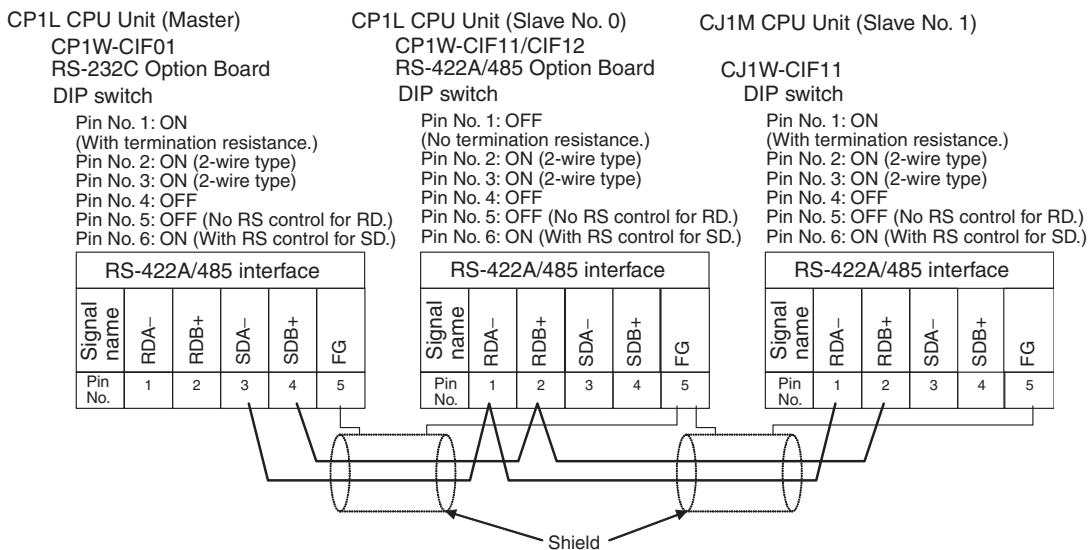 CP1L CPU Unit (Master)
CP1W-CIF01
RS-232C Option Board
DIP switch
Pin No. 1: ON
(With termination resistance.)
Pin No. 2: ON (2-wire type)
Pin No. 3: ON (2-wire type)
Pin No. 4: OFF
Pin No. 5: OFF (No RS control for RD.)
Pin No. 6: ON (With RS control for SD.)
RS-422A/485 interface
Signal name RDA− RDB+ SDA− SDB+ FG
Pin No. 1 2 3 4 5
CP1L CPU Unit (Slave No. 0)
CP1W-CIF11/CIF12
RS-422A/485 Option Board
DIP switch
Pin No. 1: OFF
(No termination resistance.)
Pin No. 2: ON (2-wire type)
Pin No. 3: ON (2-wire type)
Pin No. 4: OFF
Pin No. 5: OFF (No RS control for RD.)
Pin No. 6: ON (With RS control for SD.)
RS-422A/485 interface
Signal name RDA− RDB+ SDA− SDB+ FG
Pin No. 1 2 3 4 5
CJ1M CPU Unit (Slave No. 1)
CJ1W-CIF11
DIP switch
Pin No. 1: ON
(With termination resistance.)
Pin No. 2: ON (2-wire type)
Pin No. 3: ON (2-wire type)
Pin No. 4: OFF
Pin No. 5: OFF (No RS control for RD.)
Pin No. 6: ON (With RS control for SD.)
RS-422A/485 interface
Signal name RDA− RDB+ SDA− SDB+ FG
Pin No. 1 2 3 4 5
Shield